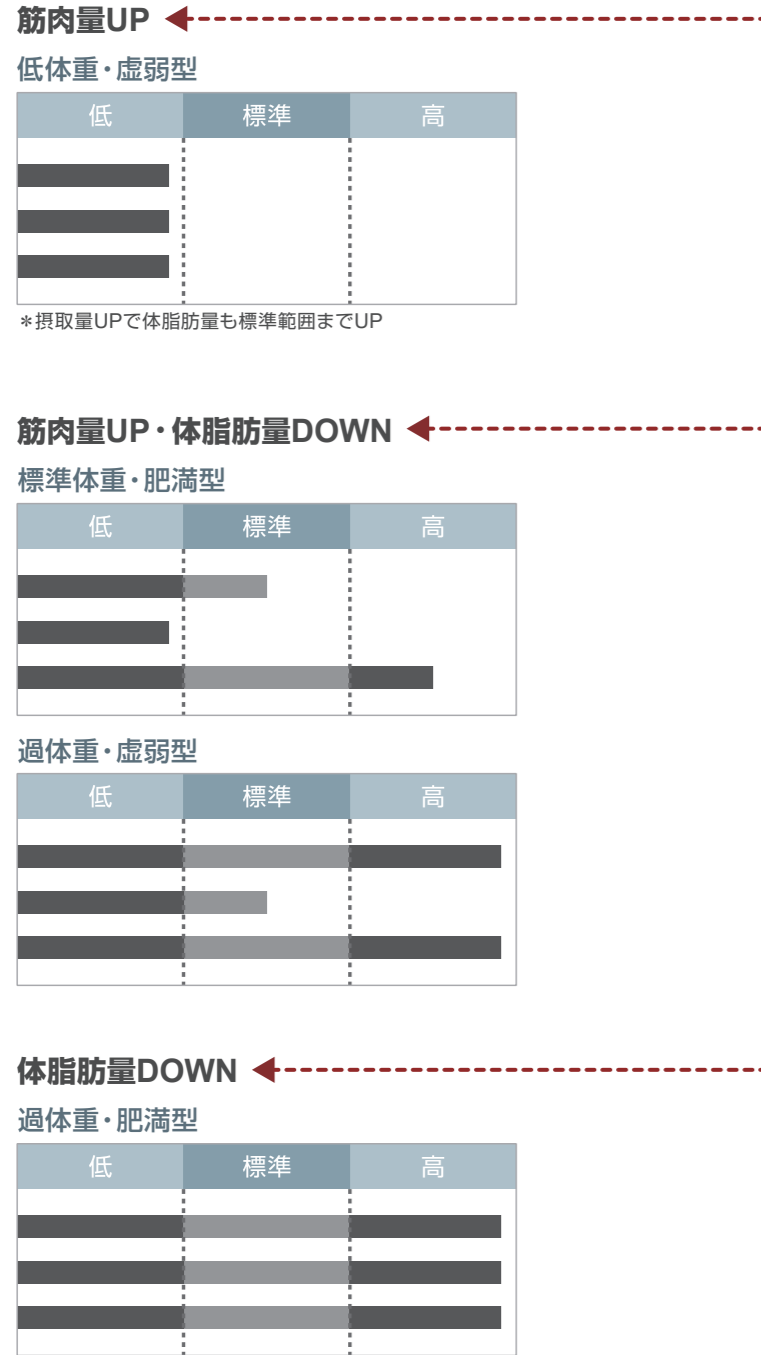 筋肉量UP
低体重・虚弱型
低 標準 高
＊摂取量UPで体脂肪量も標準範囲までUP
筋肉量UP・体脂肪量DOWN
標準体重・肥満型
低 標準 高
過体重・虚弱型
低 標準 高
体脂肪量DOWN
過体重・肥満型
低 標準 高